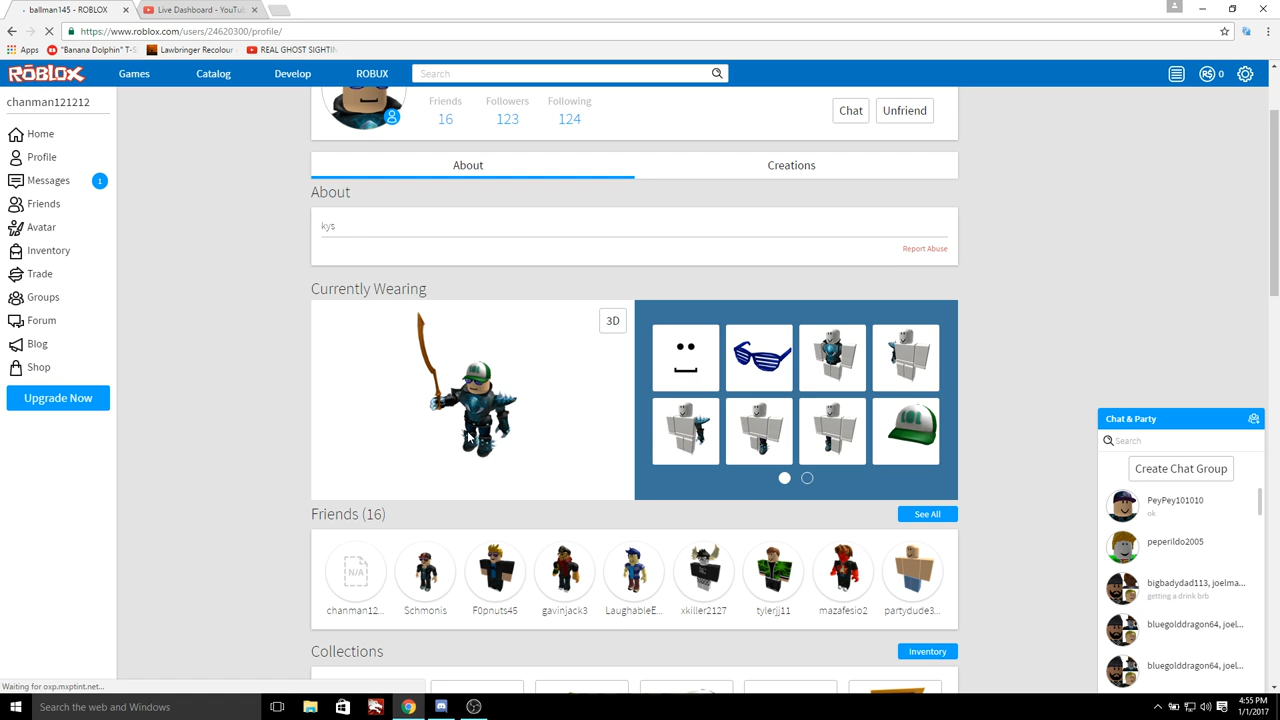 ballman145 - ROBLOX
Live Dashboard - YouTub
https://www.roblox.com/users/24620300/profile/
Apps
"Banana Dolphin" T-S
Lawbringer Recolour
REAL GHOST SIGHTIN
ROBLOX
Games
Catalog
Develop
ROBUX
Search
R$ 0
chanman121212
Home
Profile
Messages
1
Friends
Avatar
Inventory
Trade
Groups
Forum
Blog
Shop
Upgrade Now
Friends
Followers
Following
16
123
124
Chat
Unfriend
About
Creations
About
kys
Report Abuse
Currently Wearing
3D
101
101
Friends (16)
See All
N/A
chanman12...
Schmonis
F0pnuts45
gavinjack3
LaughableE...
xkiller2127
tylerjj11
mazafesio2
partydude3...
Collections
Inventory
Chat & Party
Search
Create Chat Group
PeyPey101010
ok
peperildo2005
bigbadydad113, joelma...
getting a drink brb
bluegolddragon64, joel...
bluegolddragon64, joel...
Waiting for oxp.mxptint.net...
Search the web and Windows
4:55 PM
1/1/2017